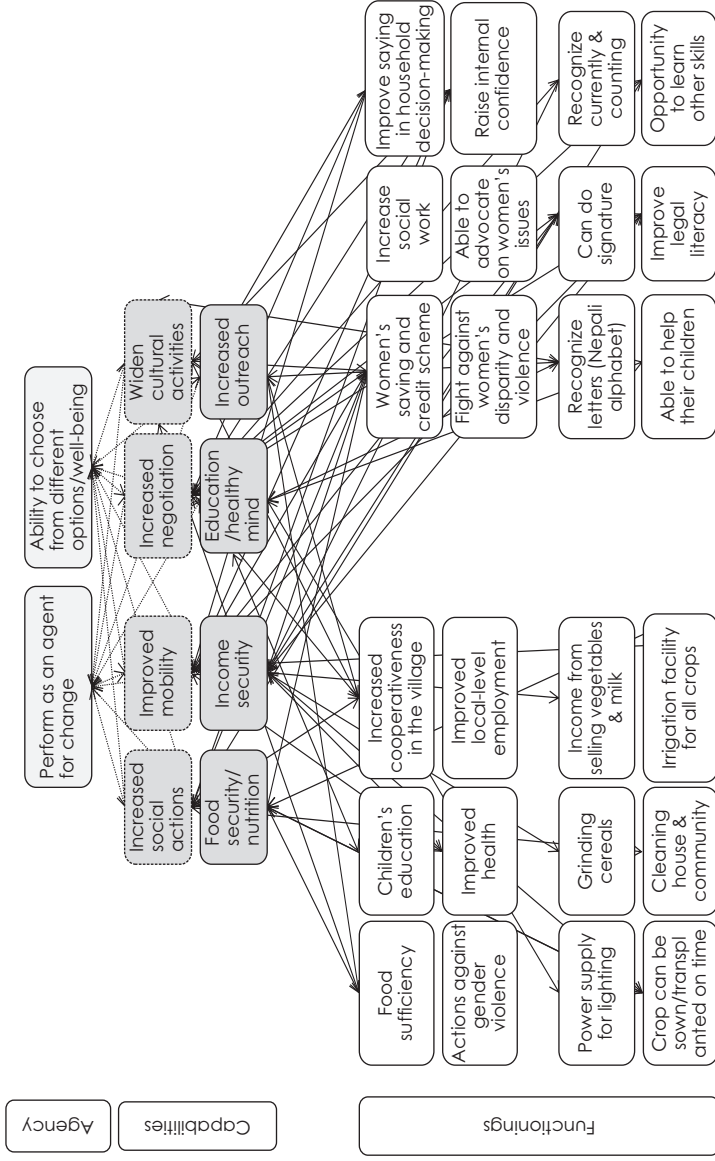 Agency
Perform as an agent
for change
Ability to choose
from different
options/well-being
Capabilities
Increased
social
actions
Improved
mobility
Increased
negotiation
Widen
cultural
activities
Food
security/
nutrition
Income
security
Education
/healthy
mind
Increased
outreach
Functionings
Food
sufficiency
Children's
education
Increased
cooperativeness
in the village
Women's
saving and
credit scheme
Increase
social
work
Improve saying
in household
decision-making
Actions against
gender
violence
Improved
health
Improved
local-level
employment
Fight against
women's
disparity and
violence
Able to
advocate
on women's
issues
Raise internal
confidence
Power supply
for lighting
Grinding
cereals
Income from
selling vegetables
& milk
Recognize
letters (Nepali
alphabet)
Can do
signature
Recognize
currently &
counting
Crop can be
sown/transpl
anted on time
Cleaning
house &
community
Irrigation facility
for all crops
Able to help
their children
Improve
legal
literacy
Opportunity
to learn
other skills